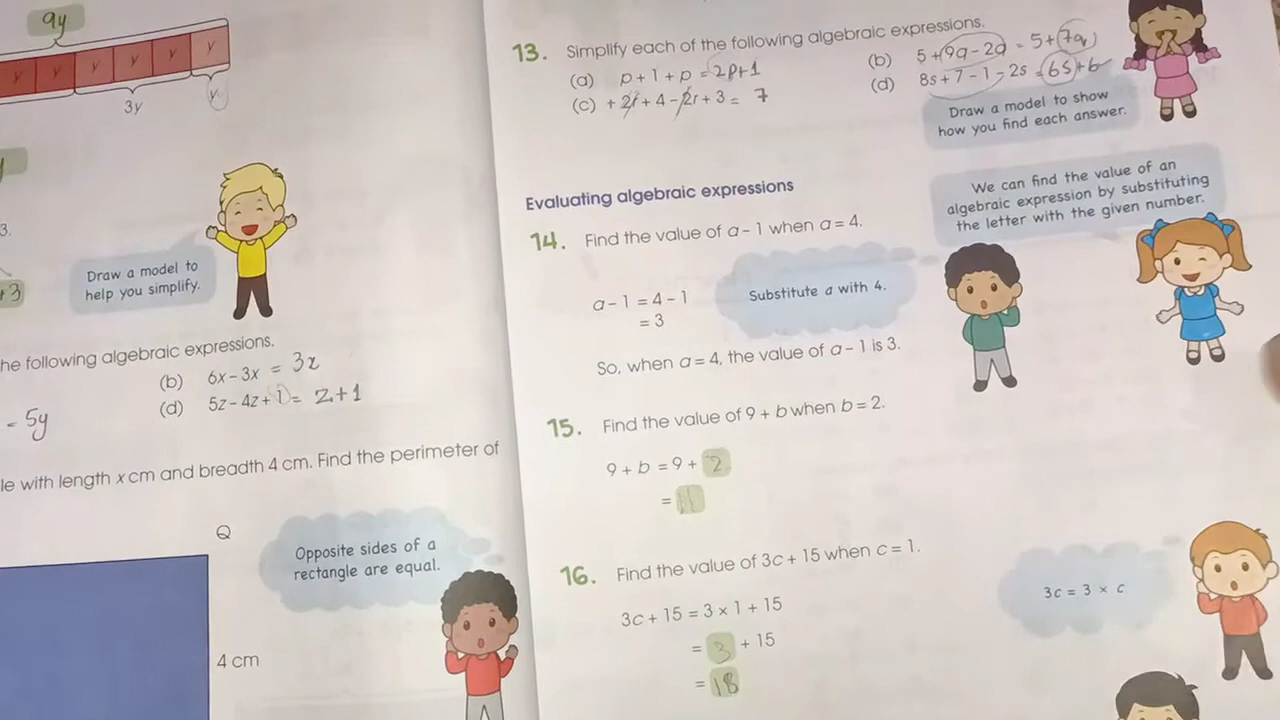 9y
y y y y y y
3y
y
3.
+3
Draw a model to
help you simplify.
he following algebraic expressions.
(b) 6x – 3x = 3x
(d) 5z – 4z + 1 = z+1
= 5y
le with length x cm and breadth 4 cm. Find the perimeter of
Q
Opposite sides of a
rectangle are equal.
4 cm
13. Simplify each of the following algebraic expressions.
(a) p + 1 + p = 2p+1
(b) 5 + 9q – 2q = 5+7q
(c) + 2r + 4 – 2r + 3 = 7
(d) 8s + 7 – 1 – 2s = 6s+6
Draw a model to show
how you find each answer.
Evaluating algebraic expressions
We can find the value of an
algebraic expression by substituting
the letter with the given number.
14. Find the value of a – 1 when a = 4.
a – 1 = 4 – 1
= 3
Substitute a with 4.
So, when a = 4, the value of a – 1 is 3.
15. Find the value of 9 + b when b = 2.
9 + b = 9 + 2
= 11
16. Find the value of 3c + 15 when c = 1.
3c + 15 = 3 × 1 + 15
= 3 + 15
= 18
3c = 3 × c